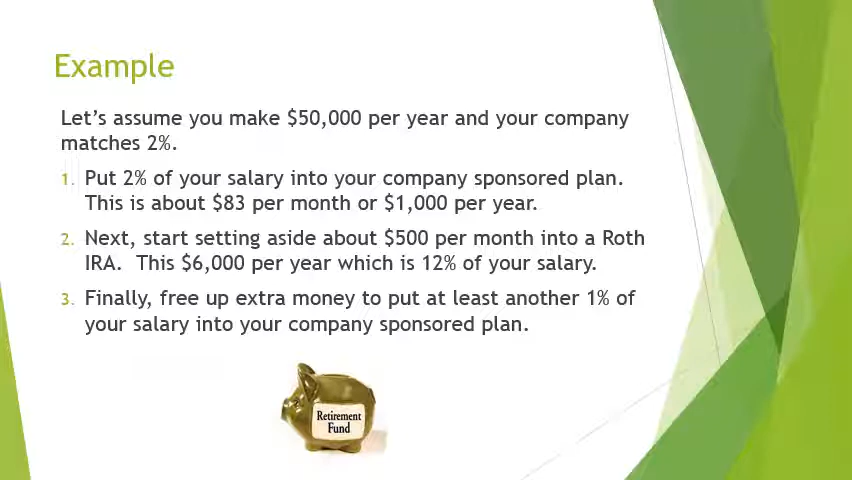 Example
Let's assume you make $50,000 per year and your company
matches 2%.
1. Put 2% of your salary into your company sponsored plan.
This is about $83 per month or $1,000 per year.
2. Next, start setting aside about $500 per month into a Roth
IRA.  This $6,000 per year which is 12% of your salary.
3. Finally, free up extra money to put at least another 1% of
your salary into your company sponsored plan.
Retirement
Fund